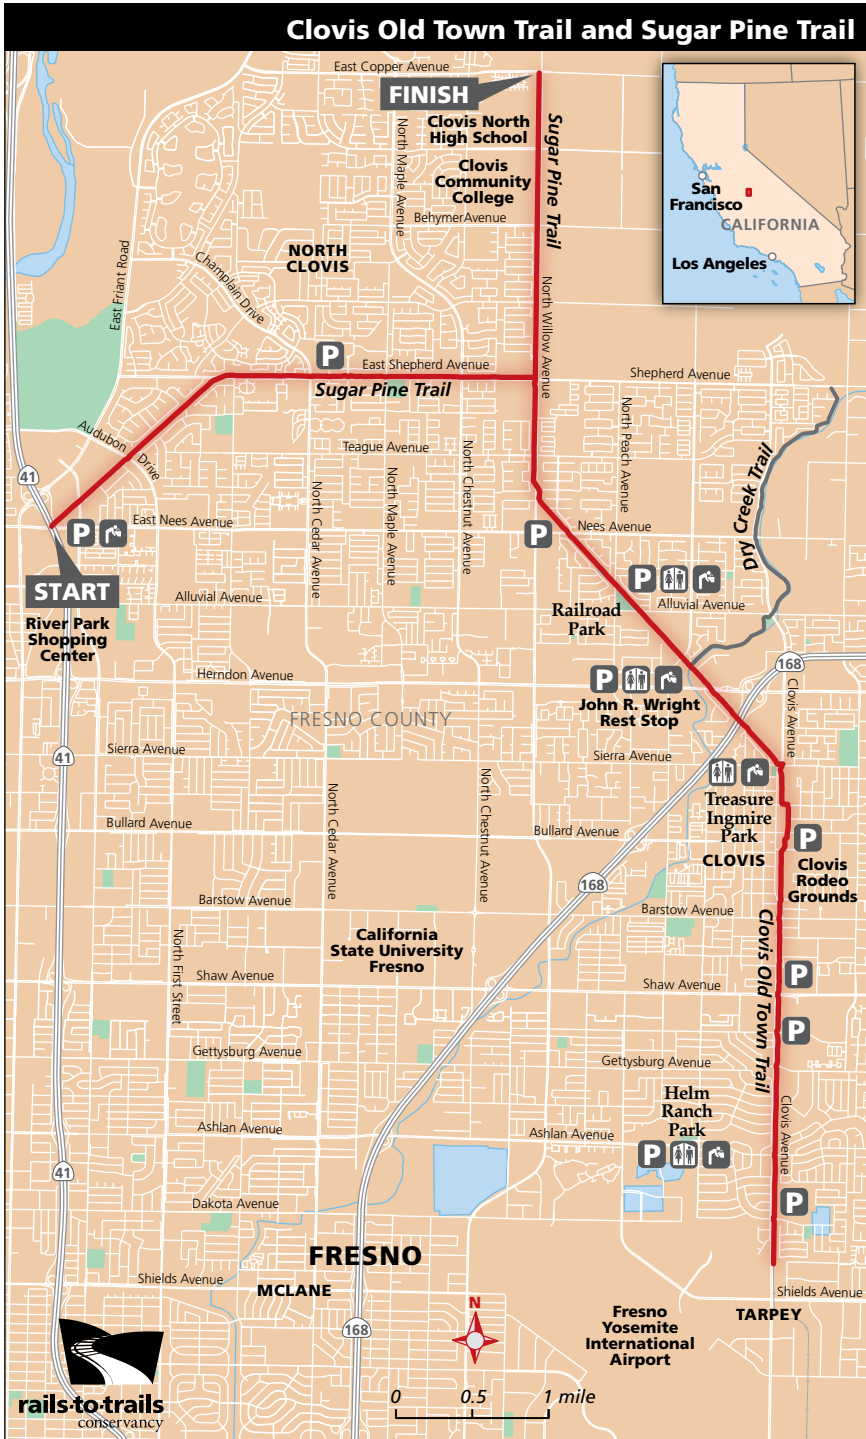 Clovis Old Town Trail and Sugar Pine Trail
East Copper Avenue
FINISH
Clovis North
High School
Sugar Pine Trail
North Maple Avenue
Clovis
Community
College
Behymer Avenue
San
Francisco
CALIFORNIA
Los Angeles
NORTH
CLOVIS
East Friant Road
Champlain Drive
North Willow Avenue
P
East Shepherd Avenue
Shepherd Avenue
Sugar Pine Trail
Audubon Drive
Teague Avenue
North Peach Avenue
41
North Cedar Avenue
North Maple Avenue
North Chestnut Avenue
Dry Creek Trail
P
East Nees Avenue
P
Nees Avenue
START
Alluvial Avenue
P
Alluvial Avenue
River Park
Shopping
Center
Railroad
Park
Herndon Avenue
P
168
John R. Wright
Rest Stop
Clovis Avenue
FRESNO COUNTY
41
Sierra Avenue
Sierra Avenue
North Cedar Avenue
North Chestnut Avenue
Treasure
Ingmire
Park
Bullard Avenue
Bullard Avenue
P
CLOVIS
Clovis
Rodeo
Grounds
168
Barstow Avenue
Barstow Avenue
North First Street
California
State University
Fresno
Clovis Old Town Trail
Shaw Avenue
P
Shaw Avenue
P
Gettysburg Avenue
Gettysburg Avenue
Helm
Ranch
Park
Clovis Avenue
Ashlan Avenue
Ashlan Avenue
P
41
Dakota Avenue
P
FRESNO
Shields Avenue
MCLANE
Shields Avenue
N
Fresno
Yosemite
International
Airport
TARPEY
168
rails-to-trails
conservancy
0 0.5 1 mile